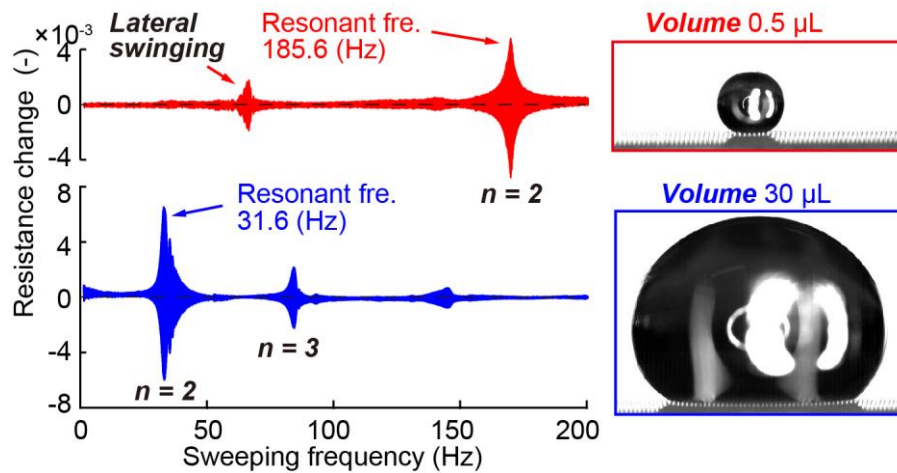 Lateral
swinging
Resonant fre.
185.6 (Hz)
Volume 0.5 µL
Resistance change (-)
4
×10⁻³
0
-4
n = 2
8
4
0
-4
-8
Resonant fre.
31.6 (Hz)
n = 2
n = 3
Volume 30 µL
0
50
100
150
200
Sweeping frequency (Hz)